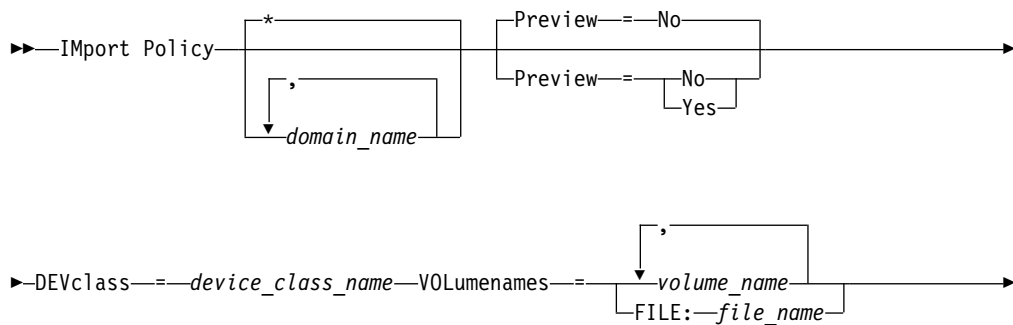 *
Preview = No
IMport Policy
,
Preview = No
Yes
domain_name
,
DEVclass = device_class_name VOLumenames = volume_name
FILE: file_name